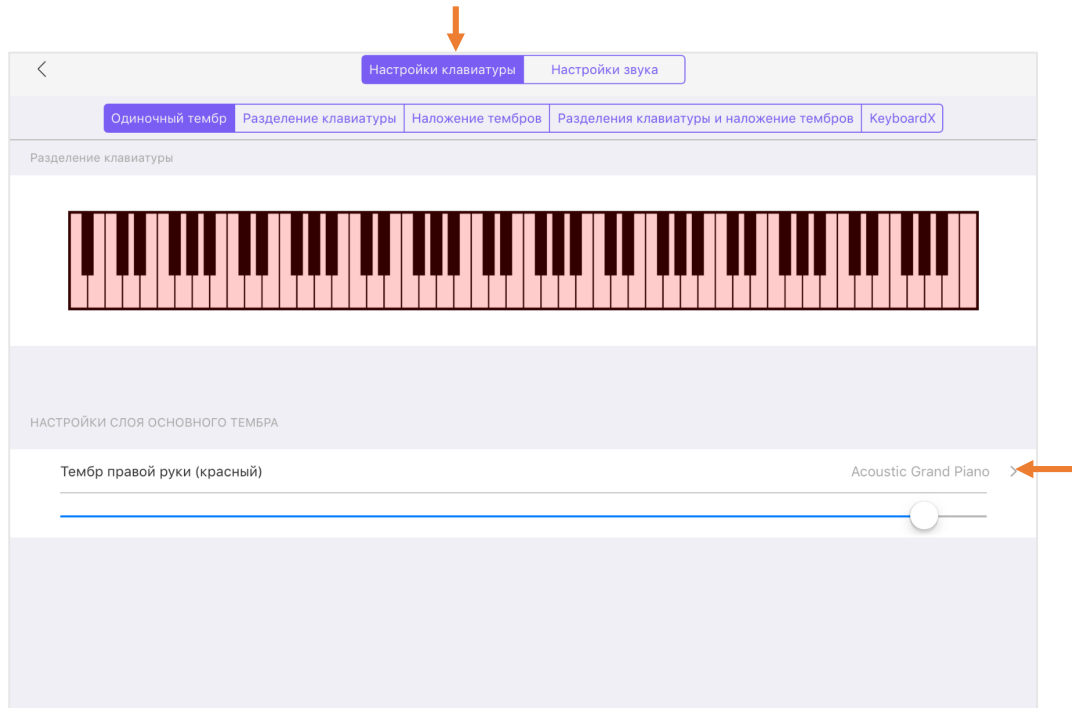 Настройки клавиатуры Настройки звука
Одиночный тембр Разделение клавиатуры Наложение тембров Разделения клавиатуры и наложение тембров KeyboardX
Разделение клавиатуры
НАСТРОЙКИ СЛОЯ ОСНОВНОГО ТЕМБРА
Тембр правой руки (красный) Acoustic Grand Piano